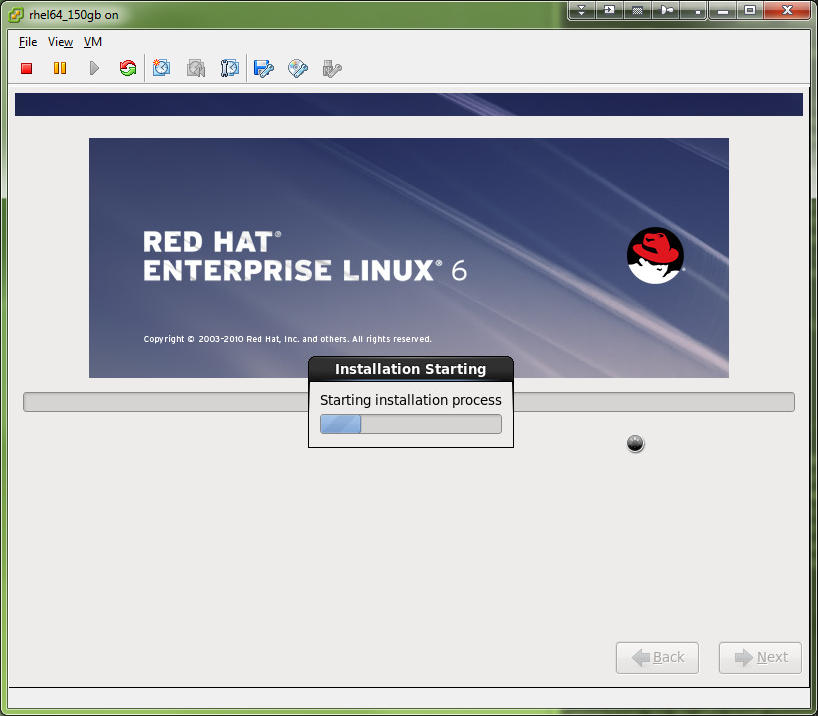 rhel64_150gb on
File View VM
RED HAT®
ENTERPRISE LINUX® 6
Copyright © 2003-2010 Red Hat, Inc. and others. All rights reserved.
Installation Starting
Starting installation process
Back Next